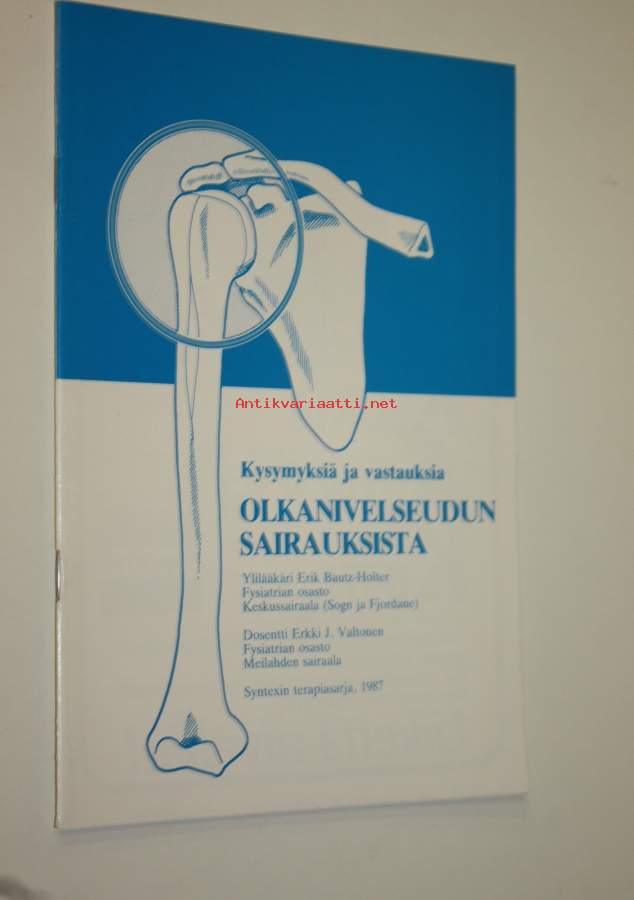 Antikvariaatti.net
Kysymyksiä ja vastauksia
OLKANIVELSEUDUN
SAIRAUKSISTA
Ylilääkäri Erik Bautz-Holter
Fysiatrian osasto
Keskussairaala (Sogn ja Fjordane)
Dosentti Erkki J. Valtonen
Fysiatrian osasto
Meilahden sairaala
Syntexin terapiasarja, 1987